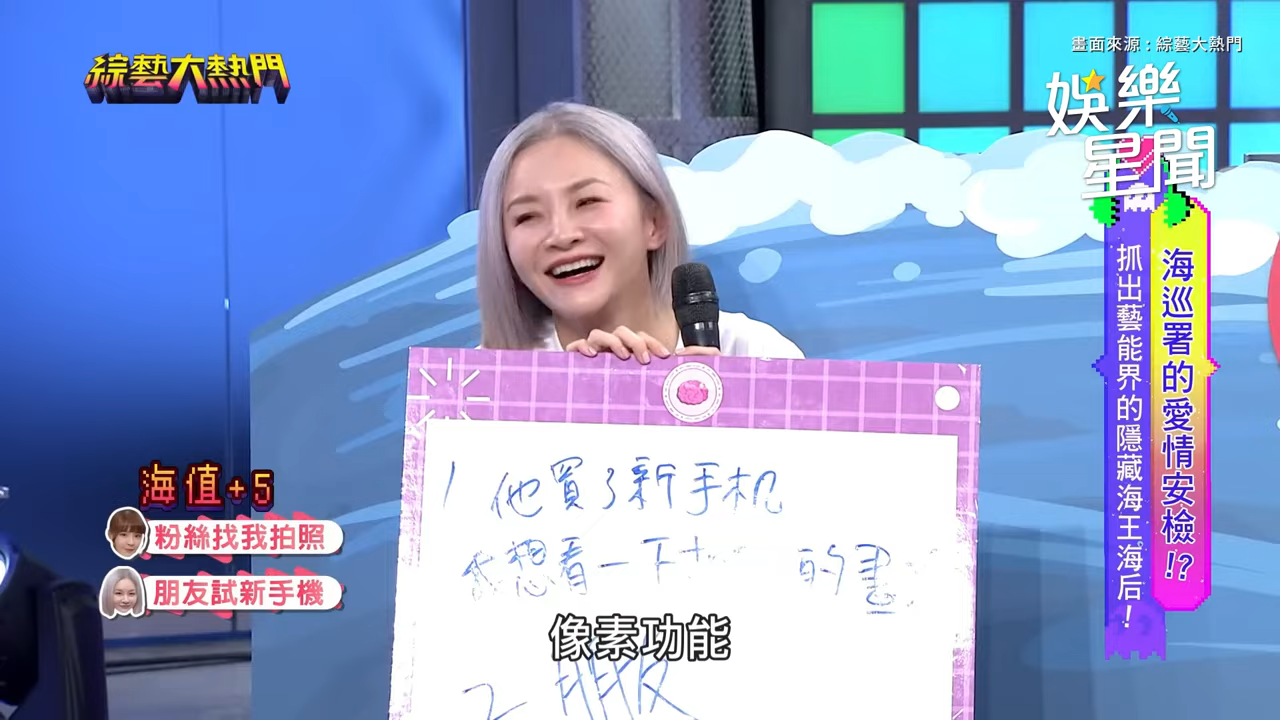 畫面來源：綜藝大熱門
綜藝大熱門
娛樂
星聞
海巡署的愛情安檢!?
抓出藝能界的隱藏海王海后！
1 他買了新手机
我想看一下 的畫
海值+5
粉絲找我拍照
朋友試新手機
像素功能
2